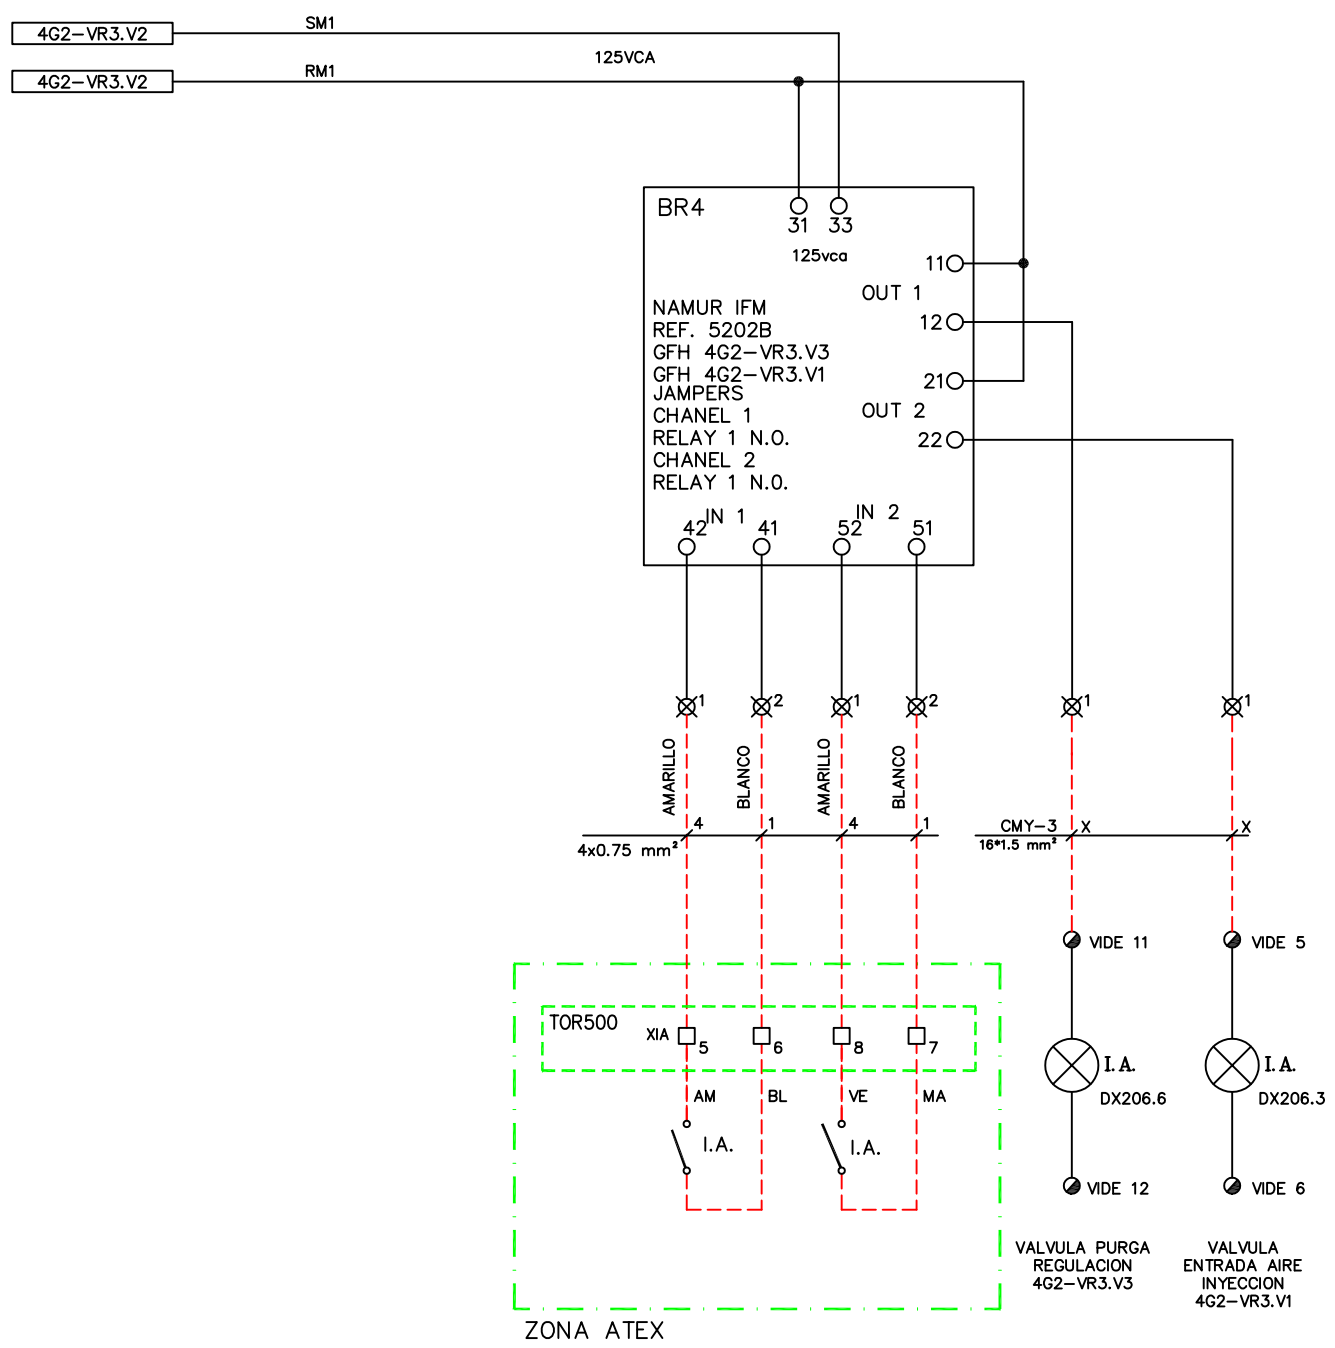 4G2-VR3.V2
SM1
125VCA
4G2-VR3.V2
RM1
BR4
31 33
125vca
11
OUT 1
12
21
OUT 2
22
NAMUR IFM
REF. 5202B
GFH 4G2-VR3.V3
GFH 4G2-VR3.V1
JAMPERS
CHANEL 1
RELAY 1 N.O.
CHANEL 2
RELAY 1 N.O.
IN 1
IN 2
42 41 52 51
1 2 1 2 1 1
AMARILLO
BLANCO
AMARILLO
BLANCO
4 1 4 1
4x0.75 mm²
CMY-3 X X
16*1.5 mm²
VIDE 11
VIDE 5
TOR500
XIA
5 6 8 7
AM BL VE MA
I.A.
I.A.
I.A.
DX206.6
I.A.
DX206.3
VIDE 12
VIDE 6
VALVULA PURGA
REGULACION
4G2-VR3.V3
VALVULA
ENTRADA AIRE
INYECCION
4G2-VR3.V1
ZONA ATEX